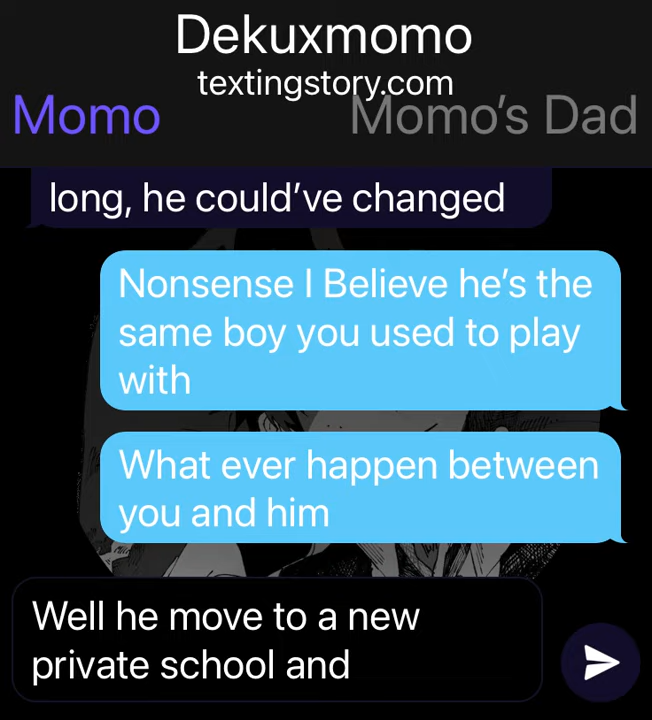 Dekuxmomo
textingstory.com
Momo
Momo's Dad
long, he could've changed
Nonsense I Believe he's the
same boy you used to play
with
What ever happen between
you and him
Well he move to a new
private school and